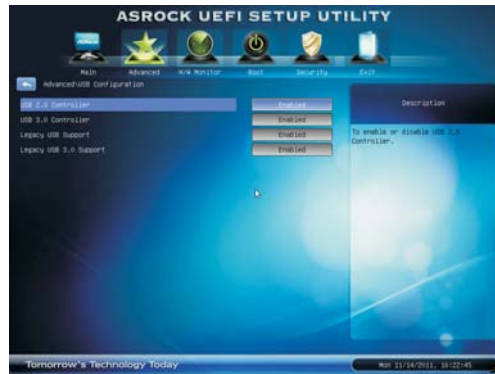 ASROCK UEFI SETUP UTILITY
Main Advanced H/W Monitor Boot Security Exit
Advanced\USB Configuration
USB 2.0 Controller Enabled
USB 3.0 Controller Enabled
Legacy USB Support Enabled
Legacy USB 3.0 Support Enabled
Description
To enable or disable USB 2.0
Controller.
Tomorrow's Technology Today
Mon 11/14/2011, 16:22:45